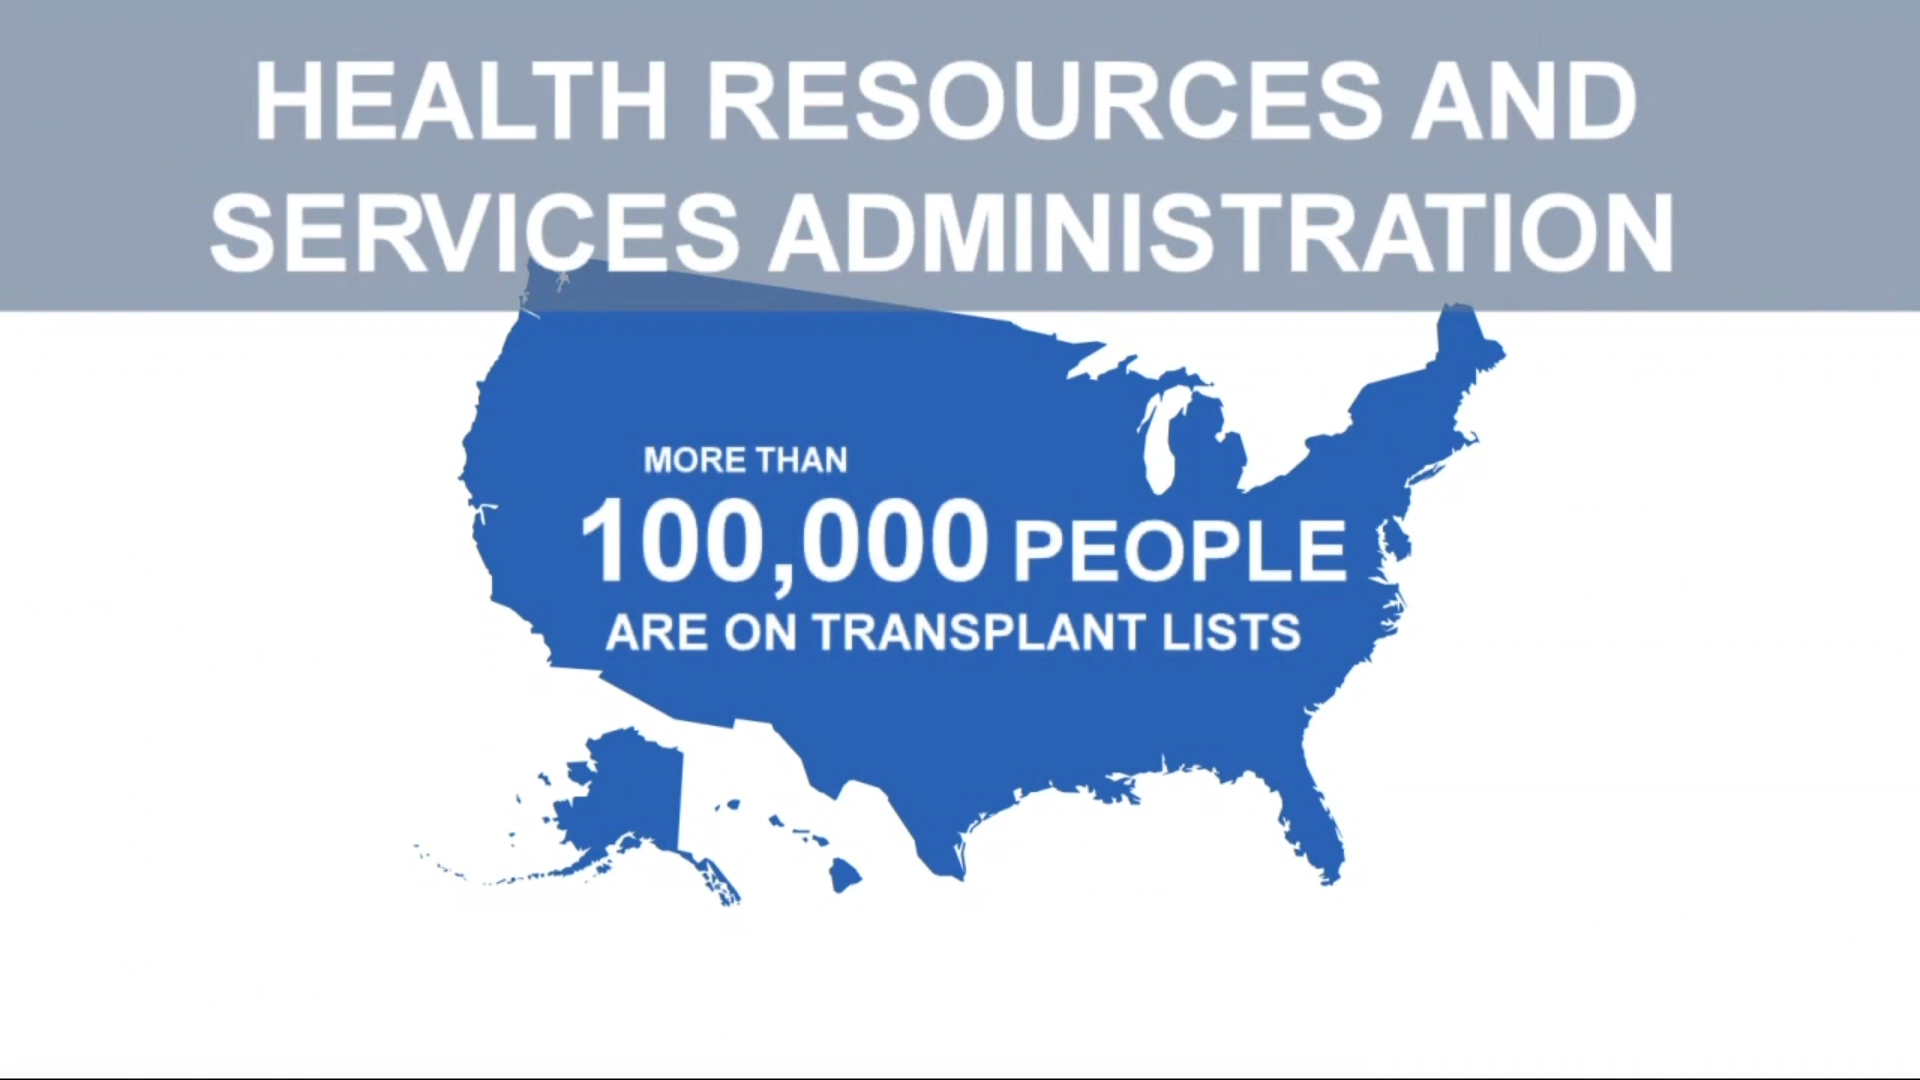 HEALTH RESOURCES AND
SERVICES ADMINISTRATION
MORE THAN
100,000 PEOPLE
ARE ON TRANSPLANT LISTS